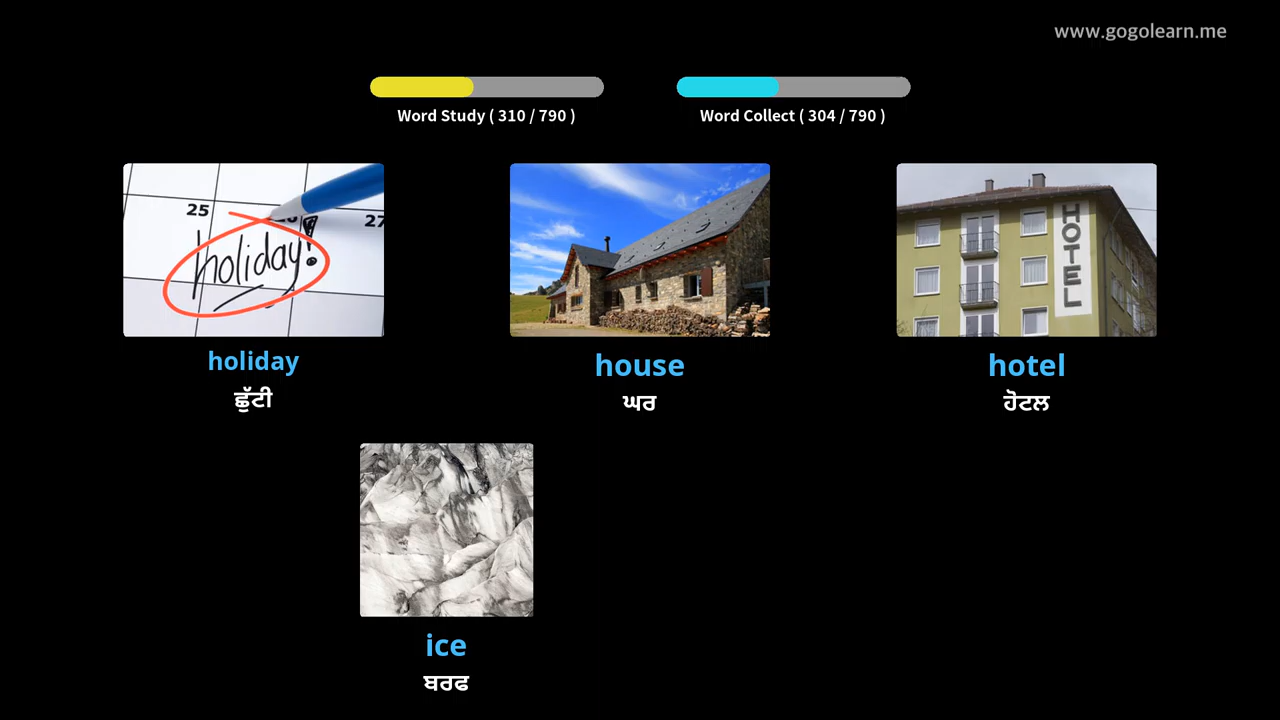 www.gogolearn.me
Word Study ( 310 / 790 )
Word Collect ( 304 / 790 )
25
27
holiday!
HOTEL
holiday
house
hotel
ਛੁੱਟੀ
ਘਰ
ਹੋਟਲ
ice
ਬਰਫ